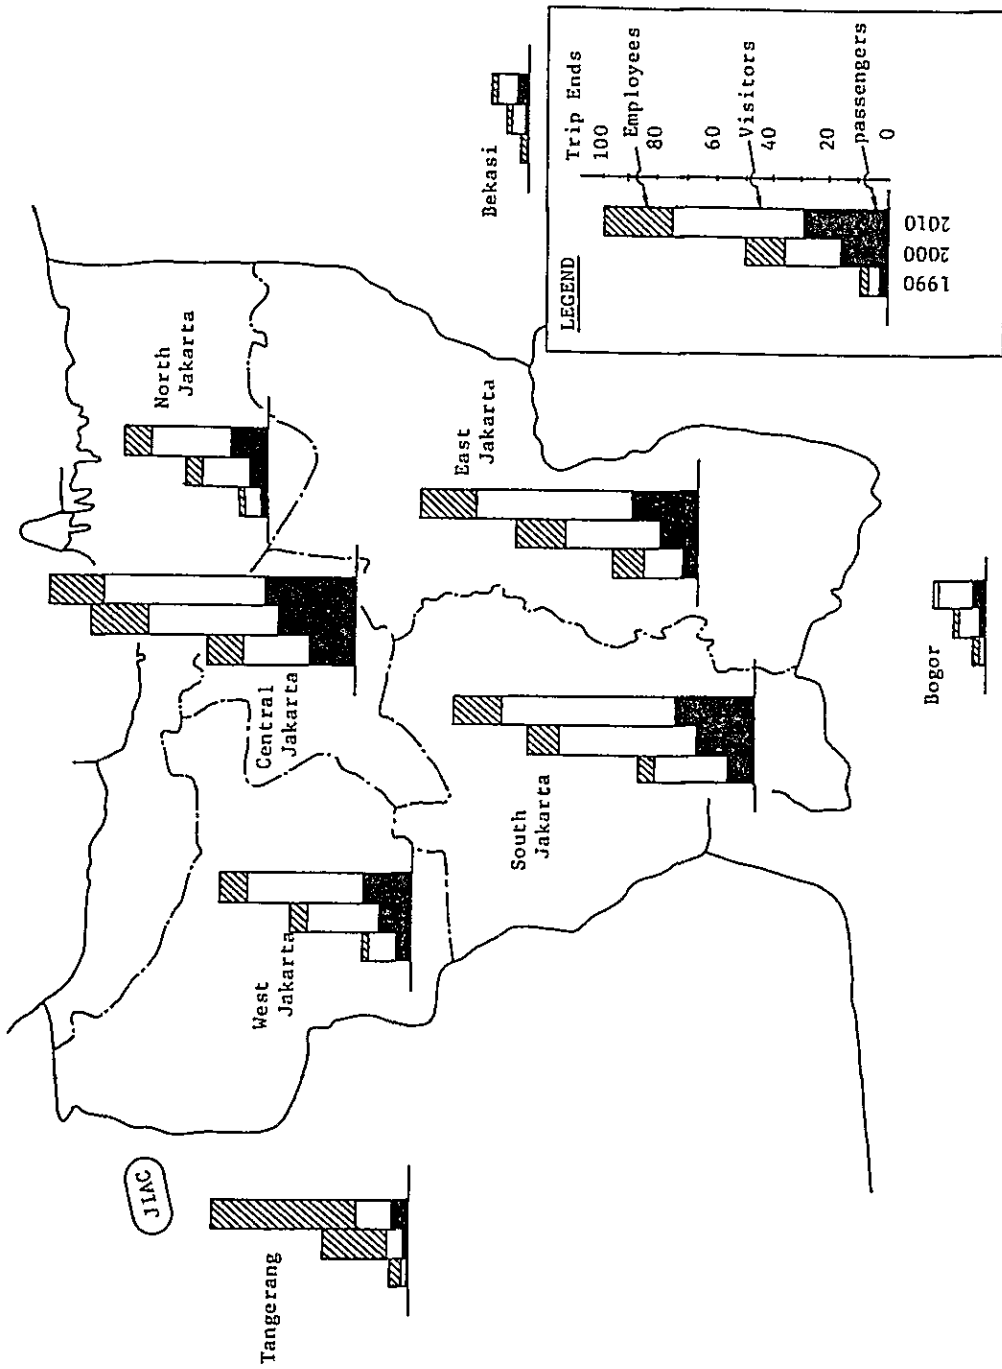 JIAC
Tangerang
West
Jakarta
Central
Jakarta
North
Jakarta
South
Jakarta
East
Jakarta
Bekasi
Bogor
LEGEND
Trip Ends
100
80
60
40
20
0
Employees
Visitors
passengers
1990
2000
2010